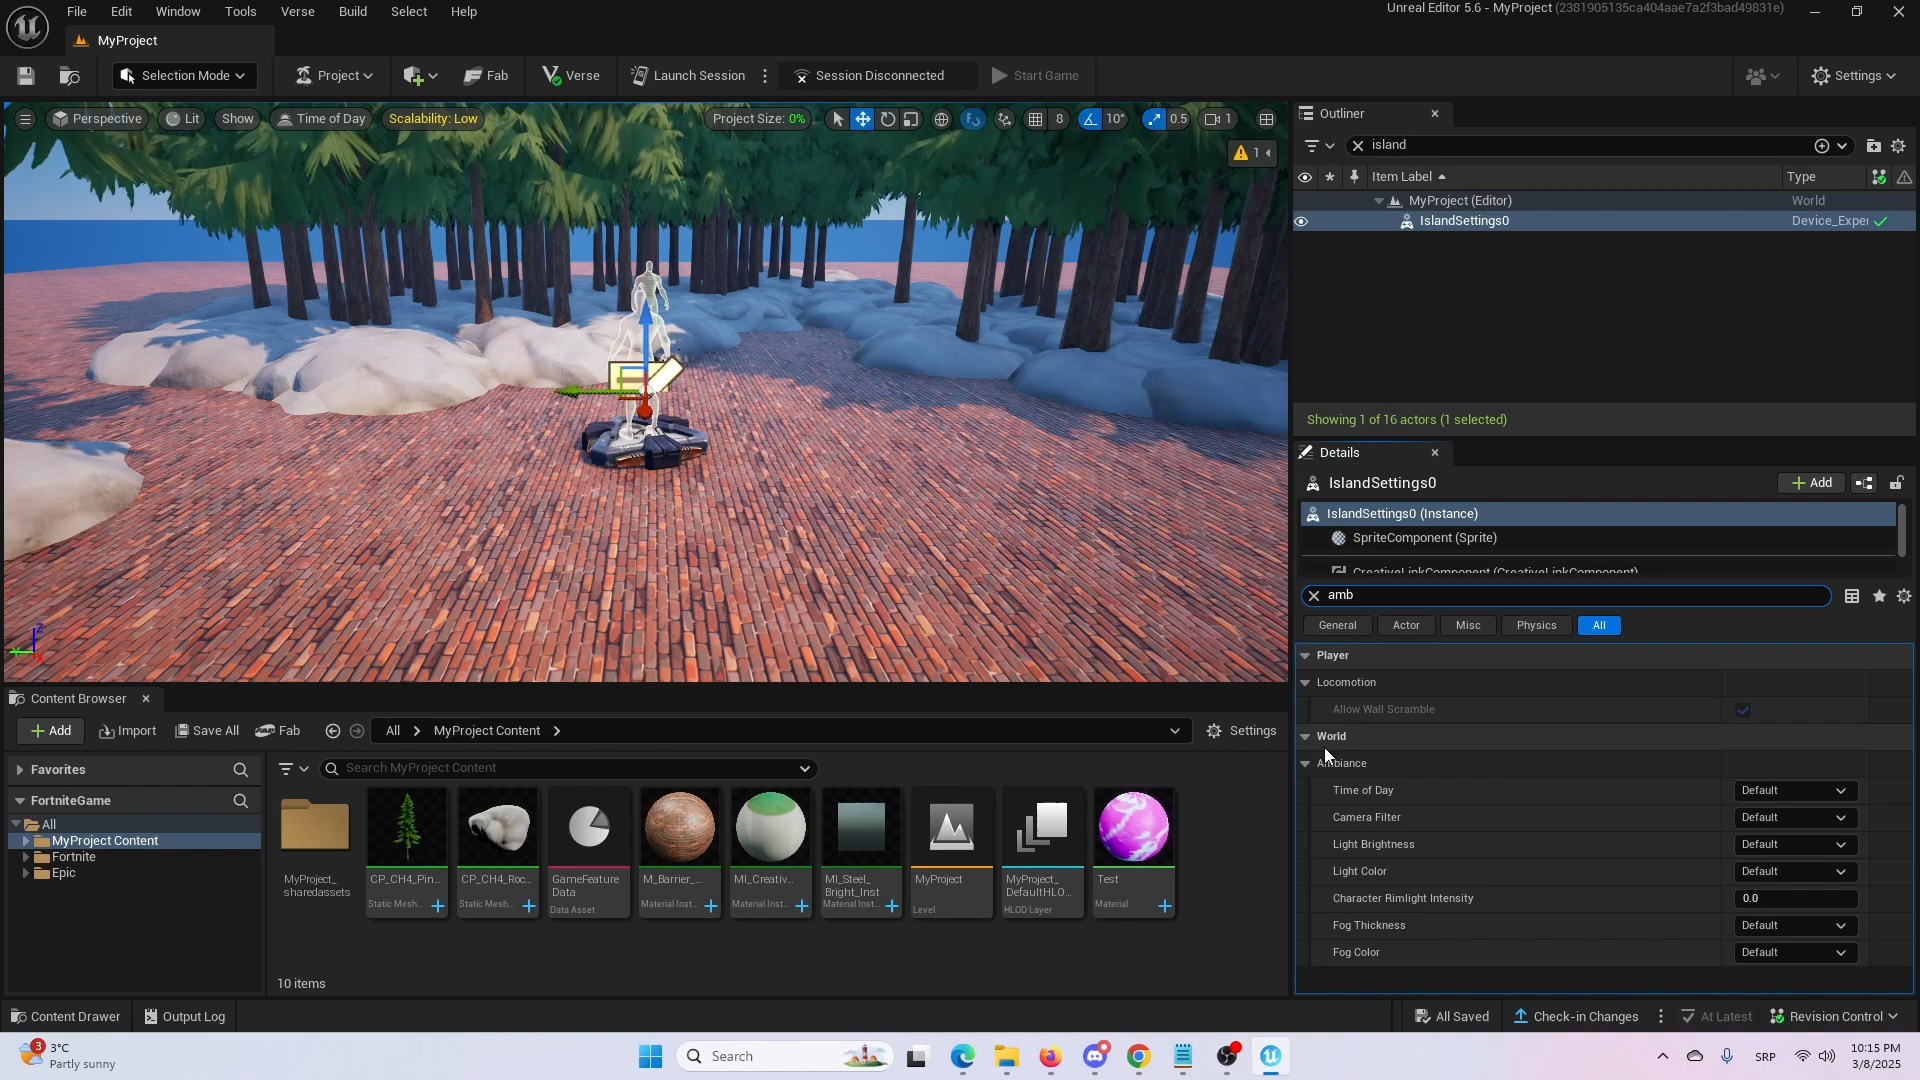 File Edit Window Tools Verse Build Select Help
Unreal Editor 5.6 - MyProject (2381905135ca404aae7a2f3bad49831e)
MyProject
Selection Mode
Project
Fab
Verse
Launch Session
Session Disconnected
Start Game
Settings
Perspective
Lit
Show
Time of Day
Scalability: Low
Project Size: 0%
8
10°
0.5
1
1
Outliner
island
Item Label
Type
MyProject (Editor)
World
IslandSettings0
Device_Exper
Showing 1 of 16 actors (1 selected)
Details
IslandSettings0
Add
IslandSettings0 (Instance)
SpriteComponent (Sprite)
CreativeLinkComponent (CreativeLinkComponent)
amb
General
Actor
Misc
Physics
All
Player
Locomotion
Allow Wall Scramble
World
Ambiance
Time of Day
Default
Camera Filter
Default
Light Brightness
Default
Light Color
Default
Character Rimlight Intensity
0.0
Fog Thickness
Default
Fog Color
Default
Content Browser
Add
Import
Save All
Fab
All
MyProject Content
Settings
Favorites
FortniteGame
All
MyProject Content
Fortnite
Epic
Search MyProject Content
MyProject_
sharedassets
CP_CH4_Pin...
Static Mesh...
CP_CH4_Roc...
Static Mesh...
GameFeature
Data
Data Asset
M_Barrier_...
Material Inst...
MI_Creativ...
Material Inst...
MI_Steel_
Bright_Inst
Material Inst...
MyProject
Level
MyProject_
DefaultHLO...
HLOD Layer
Test
Material
10 items
Content Drawer
Output Log
All Saved
Check-in Changes
At Latest
Revision Control
3
3°C
Partly sunny
Search
SRP
10:15 PM
3/8/2025